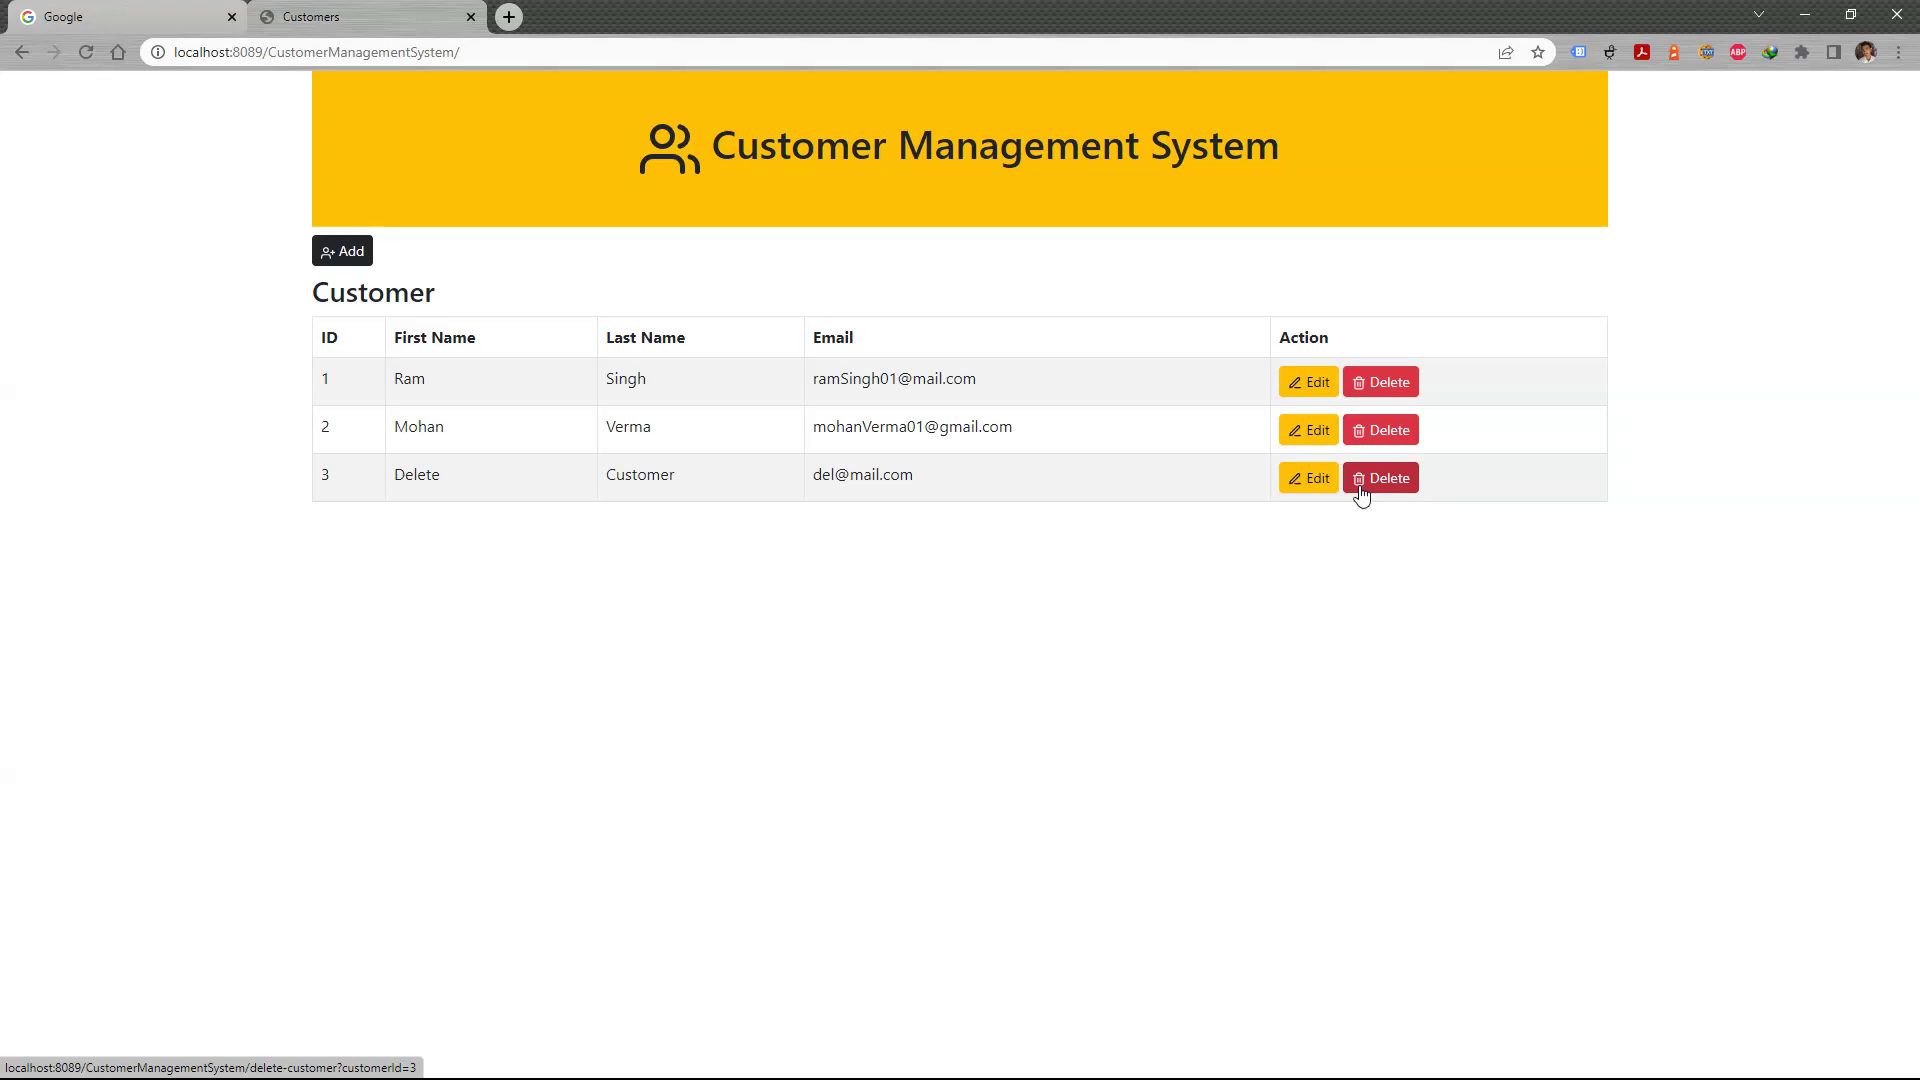 Google
Customers
localhost:8089/CustomerManagementSystem/
ABP
Customer Management System
Add
Customer
ID First Name Last Name Email Action
1 Ram Singh ramSingh01@mail.com Edit Delete
2 Mohan Verma mohanVerma01@gmail.com Edit Delete
3 Delete Customer del@mail.com Edit Delete
localhost:8089/CustomerManagementSystem/delete-customer?customerId=3